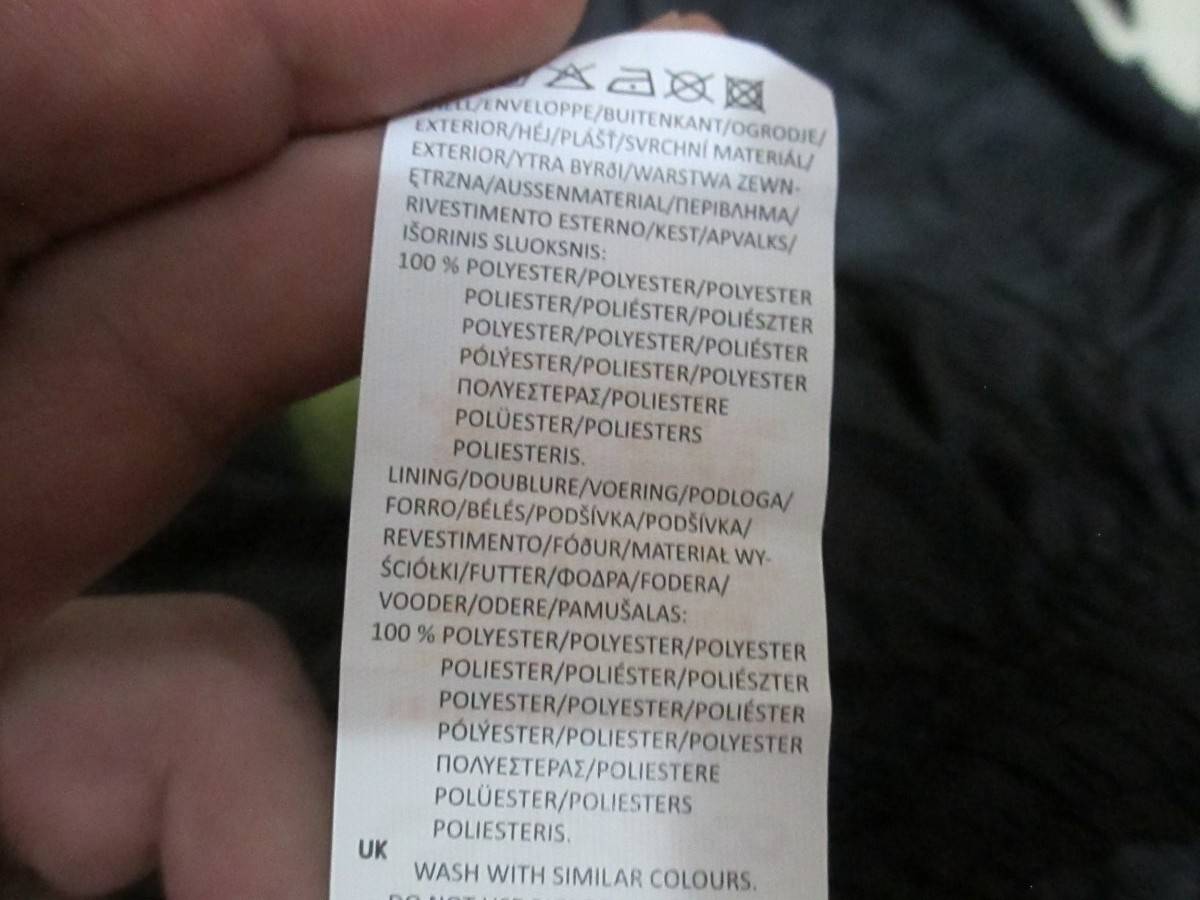 /ENVELOPPE/BUITENKANT/OGRODJE/
EXTERIOR/HÉJ/PLÁŠŤ/SVRCHNÍ MATERIÁL/
EXTERIOR/YTRA BYRðI/WARSTWA ZEWN-
ĘTRZNA/AUSSENMATERIAL/ΠΕΡΙΒΛΗΜΑ/
RIVESTIMENTO ESTERNO/KEST/APVALKS/
IŠORINIS SLUOKSNIS:
100 % POLYESTER/POLYESTER/POLYESTER
POLIESTER/POLIÉSTER/POLIÉSZTER
POLYESTER/POLYESTER/POLIÉSTER
PÓLÝESTER/POLIESTER/POLYESTER
ΠΟΛΥΕΣΤΕΡΑΣ/POLIESTERE
POLÜESTER/POLIESTERS
POLIESTERIS.
LINING/DOUBLURE/VOERING/PODLOGA/
FORRO/BÉLÉS/PODŠÍVKA/PODŠÍVKA/
REVESTIMENTO/FÓðUR/MATERIAŁ WY-
ŚCIÓŁKI/FUTTER/ΦΟΔΡΑ/FODERA/
VOODER/ODERE/PAMUŠALAS:
100 % POLYESTER/POLYESTER/POLYESTER
POLIESTER/POLIÉSTER/POLIÉSZTER
POLYESTER/POLYESTER/POLIÉSTER
PÓLÝESTER/POLIESTER/POLYESTER
ΠΟΛΥΕΣΤΕΡΑΣ/POLIESTERE
POLÜESTER/POLIESTERS
POLIESTERIS.
UK
WASH WITH SIMILAR COLOURS.
DO NOT USE